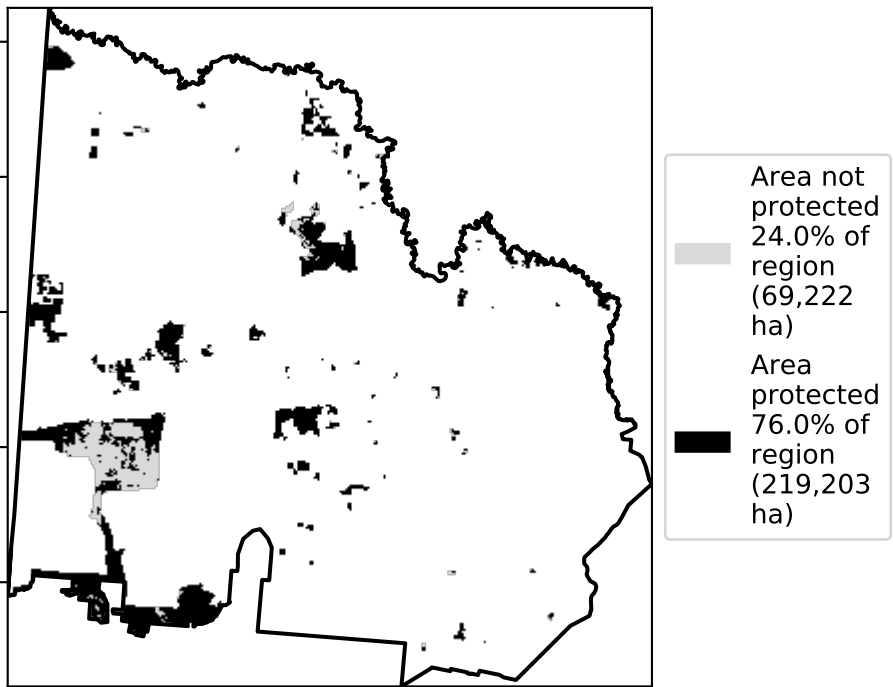 Area not
protected
24.0% of
region
(69,222
ha)
Area
protected
76.0% of
region
(219,203
ha)